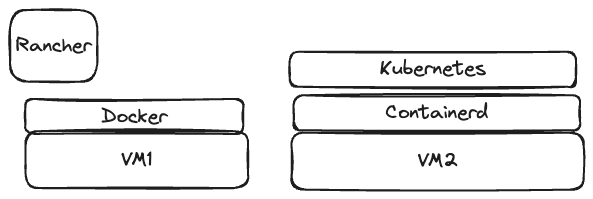 Rancher
Docker
VM1
Kubernetes
Containerd
VM2